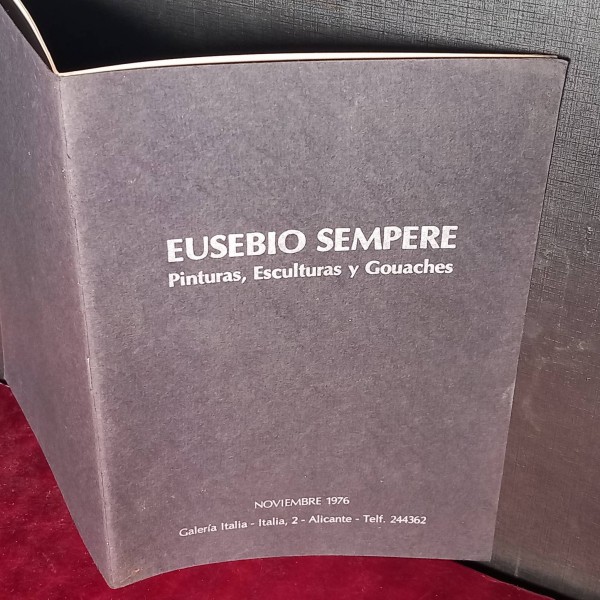 EUSEBIO SEMPERE
Pinturas, Esculturas y Gouaches
NOVIEMBRE 1976
Galería Italia - Italia, 2 - Alicante - Telf. 244362